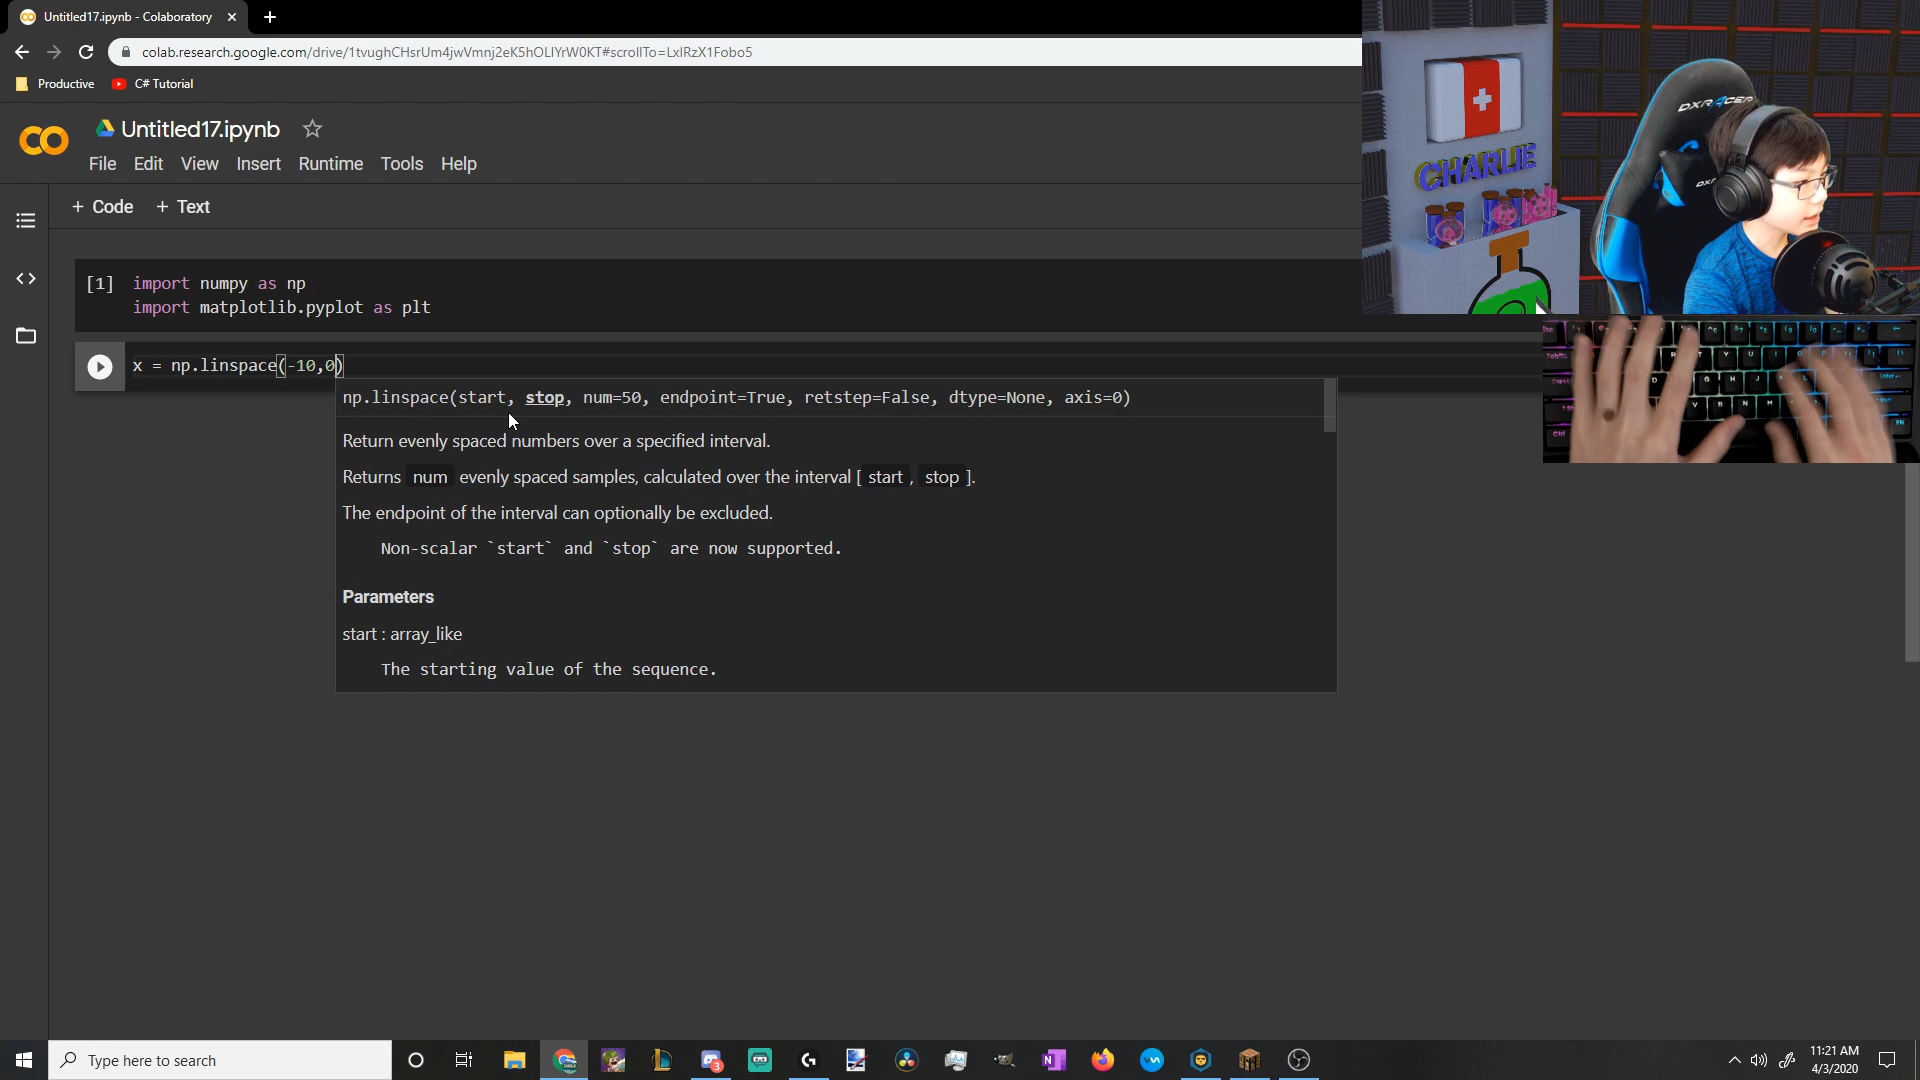 Untitled17.ipynb - Colaboratory
colab.research.google.com/drive/1tvughCHsrUm4jwVmnj2eK5hOLIYrW0KT#scrollTo=LxlRzX1Fobo5
Productive
C# Tutorial
Untitled17.ipynb
File Edit View Insert Runtime Tools Help
+ Code + Text
[1] import numpy as np
import matplotlib.pyplot as plt
x = np.linspace(-10,0)
np.linspace(start, stop, num=50, endpoint=True, retstep=False, dtype=None, axis=0)
Return evenly spaced numbers over a specified interval.
Returns num evenly spaced samples, calculated over the interval [ start , stop ].
The endpoint of the interval can optionally be excluded.
Non-scalar `start` and `stop` are now supported.
Parameters
start : array_like
The starting value of the sequence.
CHARLIE
DXRACER
Type here to search
3
11:21 AM
4/3/2020